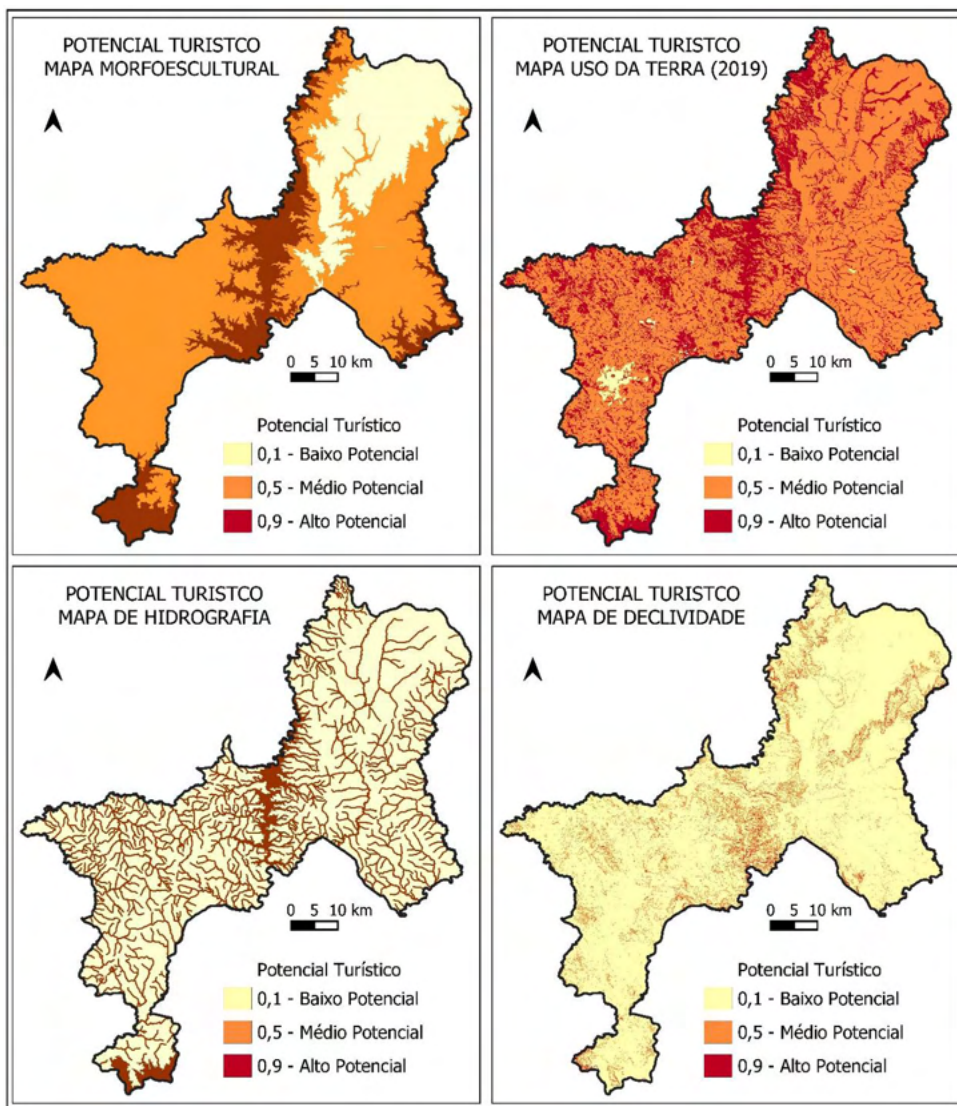 POTENCIAL TURISTCO
MAPA MORFOESCULTURAL
0 5 10 km
Potencial Turístico
0,1 - Baixo Potencial
0,5 - Médio Potencial
0,9 - Alto Potencial
POTENCIAL TURISTCO
MAPA USO DA TERRA (2019)
0 5 10 km
Potencial Turístico
0,1 - Baixo Potencial
0,5 - Médio Potencial
0,9 - Alto Potencial
POTENCIAL TURISTCO
MAPA DE HIDROGRAFIA
0 5 10 km
Potencial Turístico
0,1 - Baixo Potencial
0,5 - Médio Potencial
0,9 - Alto Potencial
POTENCIAL TURISTCO
MAPA DE DECLIVIDADE
0 5 10 km
Potencial Turístico
0,1 - Baixo Potencial
0,5 - Médio Potencial
0,9 - Alto Potencial